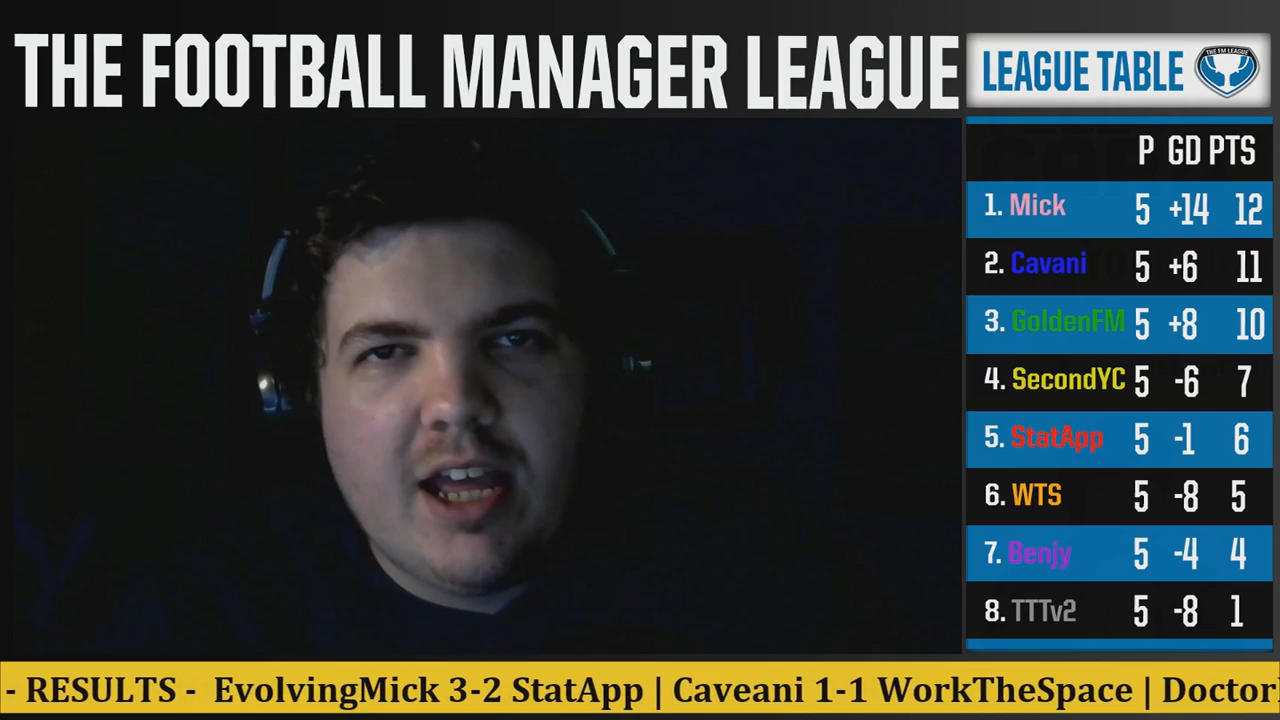 THE FOOTBALL MANAGER LEAGUE
LEAGUE TABLE
THE FM LEAGUE
P GD PTS
1. Mick 5 +14 12
2. Cavani 5 +6 11
3. GoldenFM 5 +8 10
4. SecondYC 5 -6 7
5. StatApp 5 -1 6
6. WTS 5 -8 5
7. Benjy 5 -4 4
8. TTTv2 5 -8 1
- RESULTS - EvolvingMick 3-2 StatApp | Caveani 1-1 WorkTheSpace | Doctor